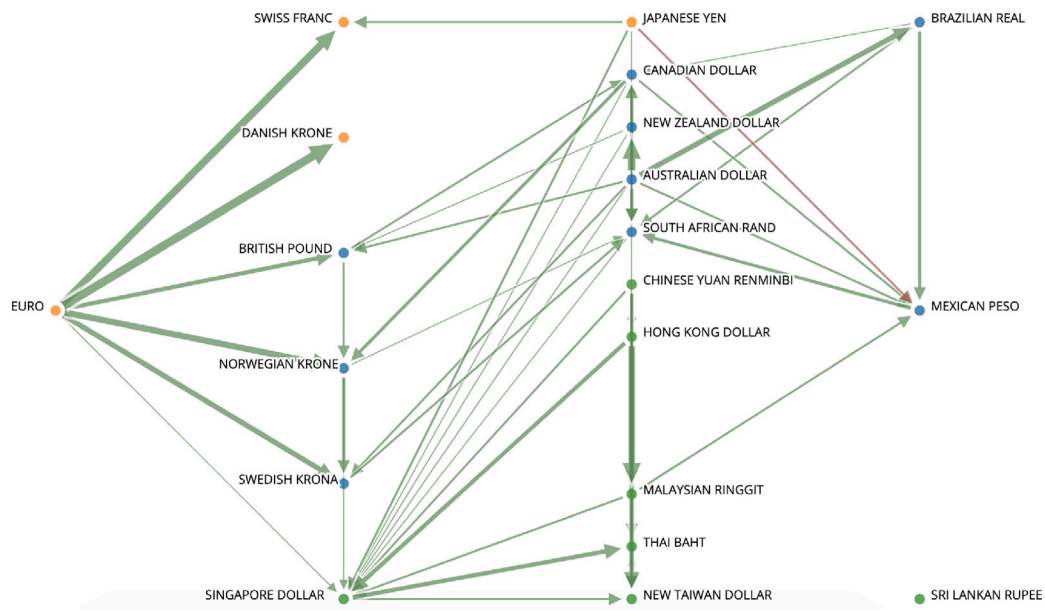 SWISS FRANC
JAPANESE YEN
BRAZILIAN REAL
CANADIAN DOLLAR
NEW ZEALAND DOLLAR
DANISH KRONE
AUSTRALIAN DOLLAR
SOUTH AFRICAN RAND
BRITISH POUND
CHINESE YUAN RENMINBI
EURO
MEXICAN PESO
HONG KONG DOLLAR
NORWEGIAN KRONE
SWEDISH KRONA
MALAYSIAN RINGGIT
THAI BAHT
SINGAPORE DOLLAR
NEW TAIWAN DOLLAR
SRI LANKAN RUPEE